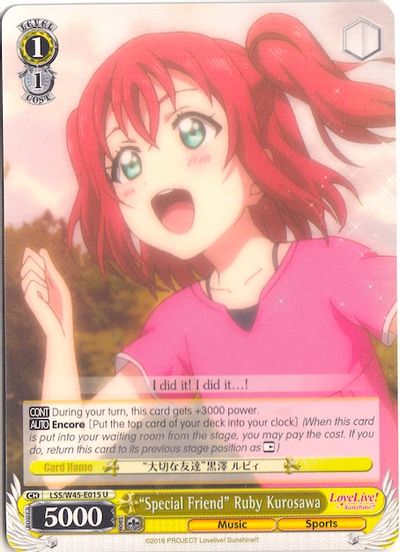 LEVEL
1
1
COST
I did it! I did it…!
CONT During your turn, this card gets +3000 power.
AUTO Encore [Put the top card of your deck into your clock] (When this card
is put into your waiting room from the stage, you may pay the cost. If you
do, return this card to its previous stage position as )
Card Name "大切な友達"黒澤 ルビィ
CH LSS/W45-E015 U
5000
"Special Friend" Ruby Kurosawa
LoveLive!
Sunshine!!
Music
Sports
©2016 PROJECT Lovelive! Sunshine!!